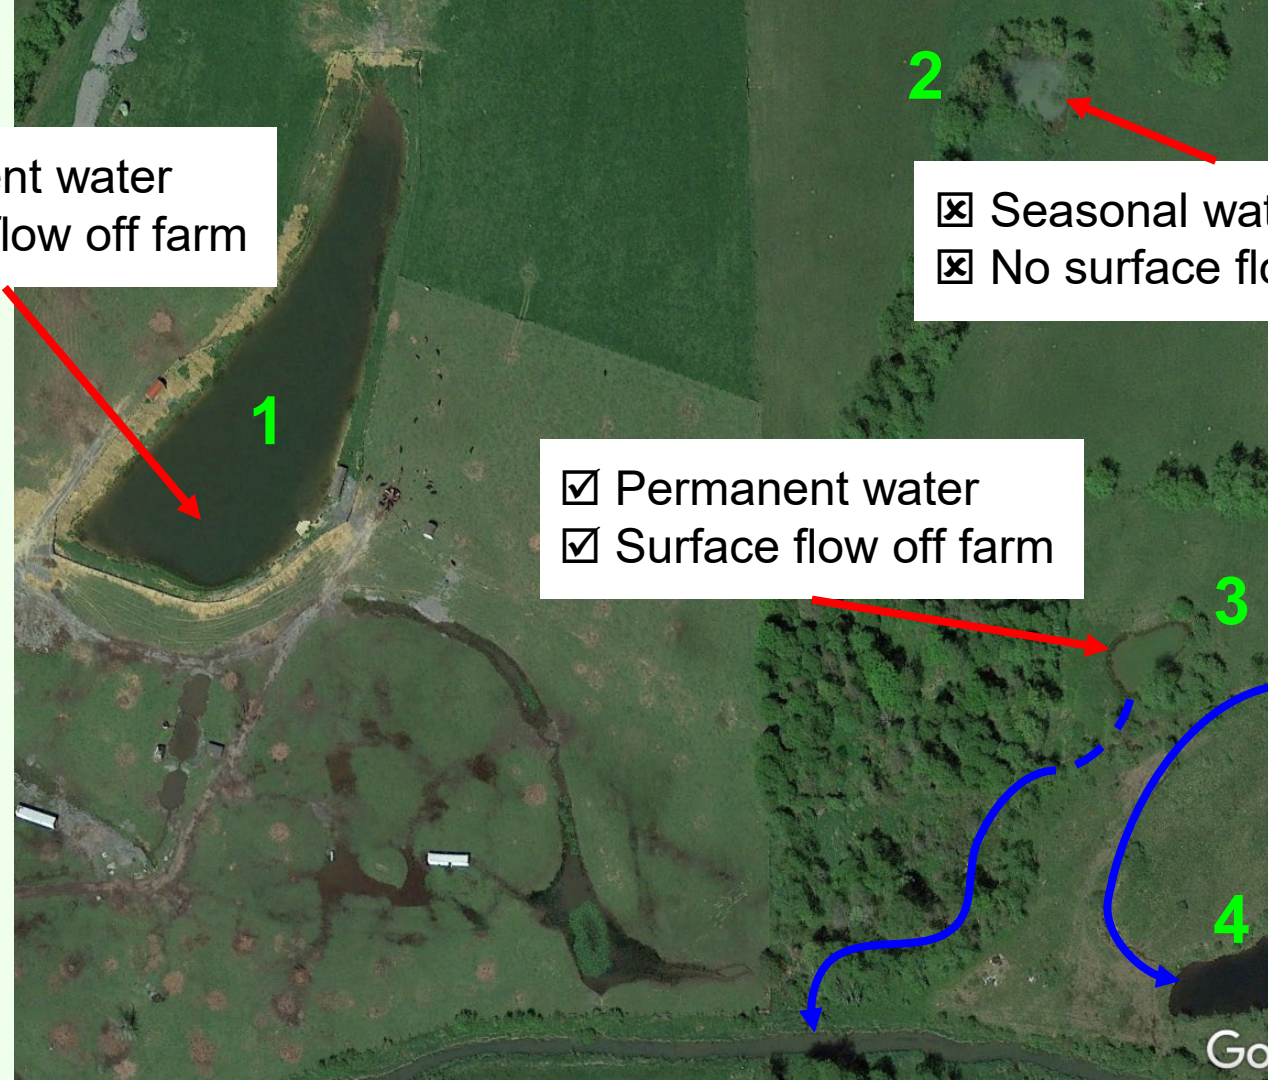 2
nt water
low off farm
☒ Seasonal wat
☒ No surface flo
1
☑ Permanent water
☑ Surface flow off farm
3
4
Go